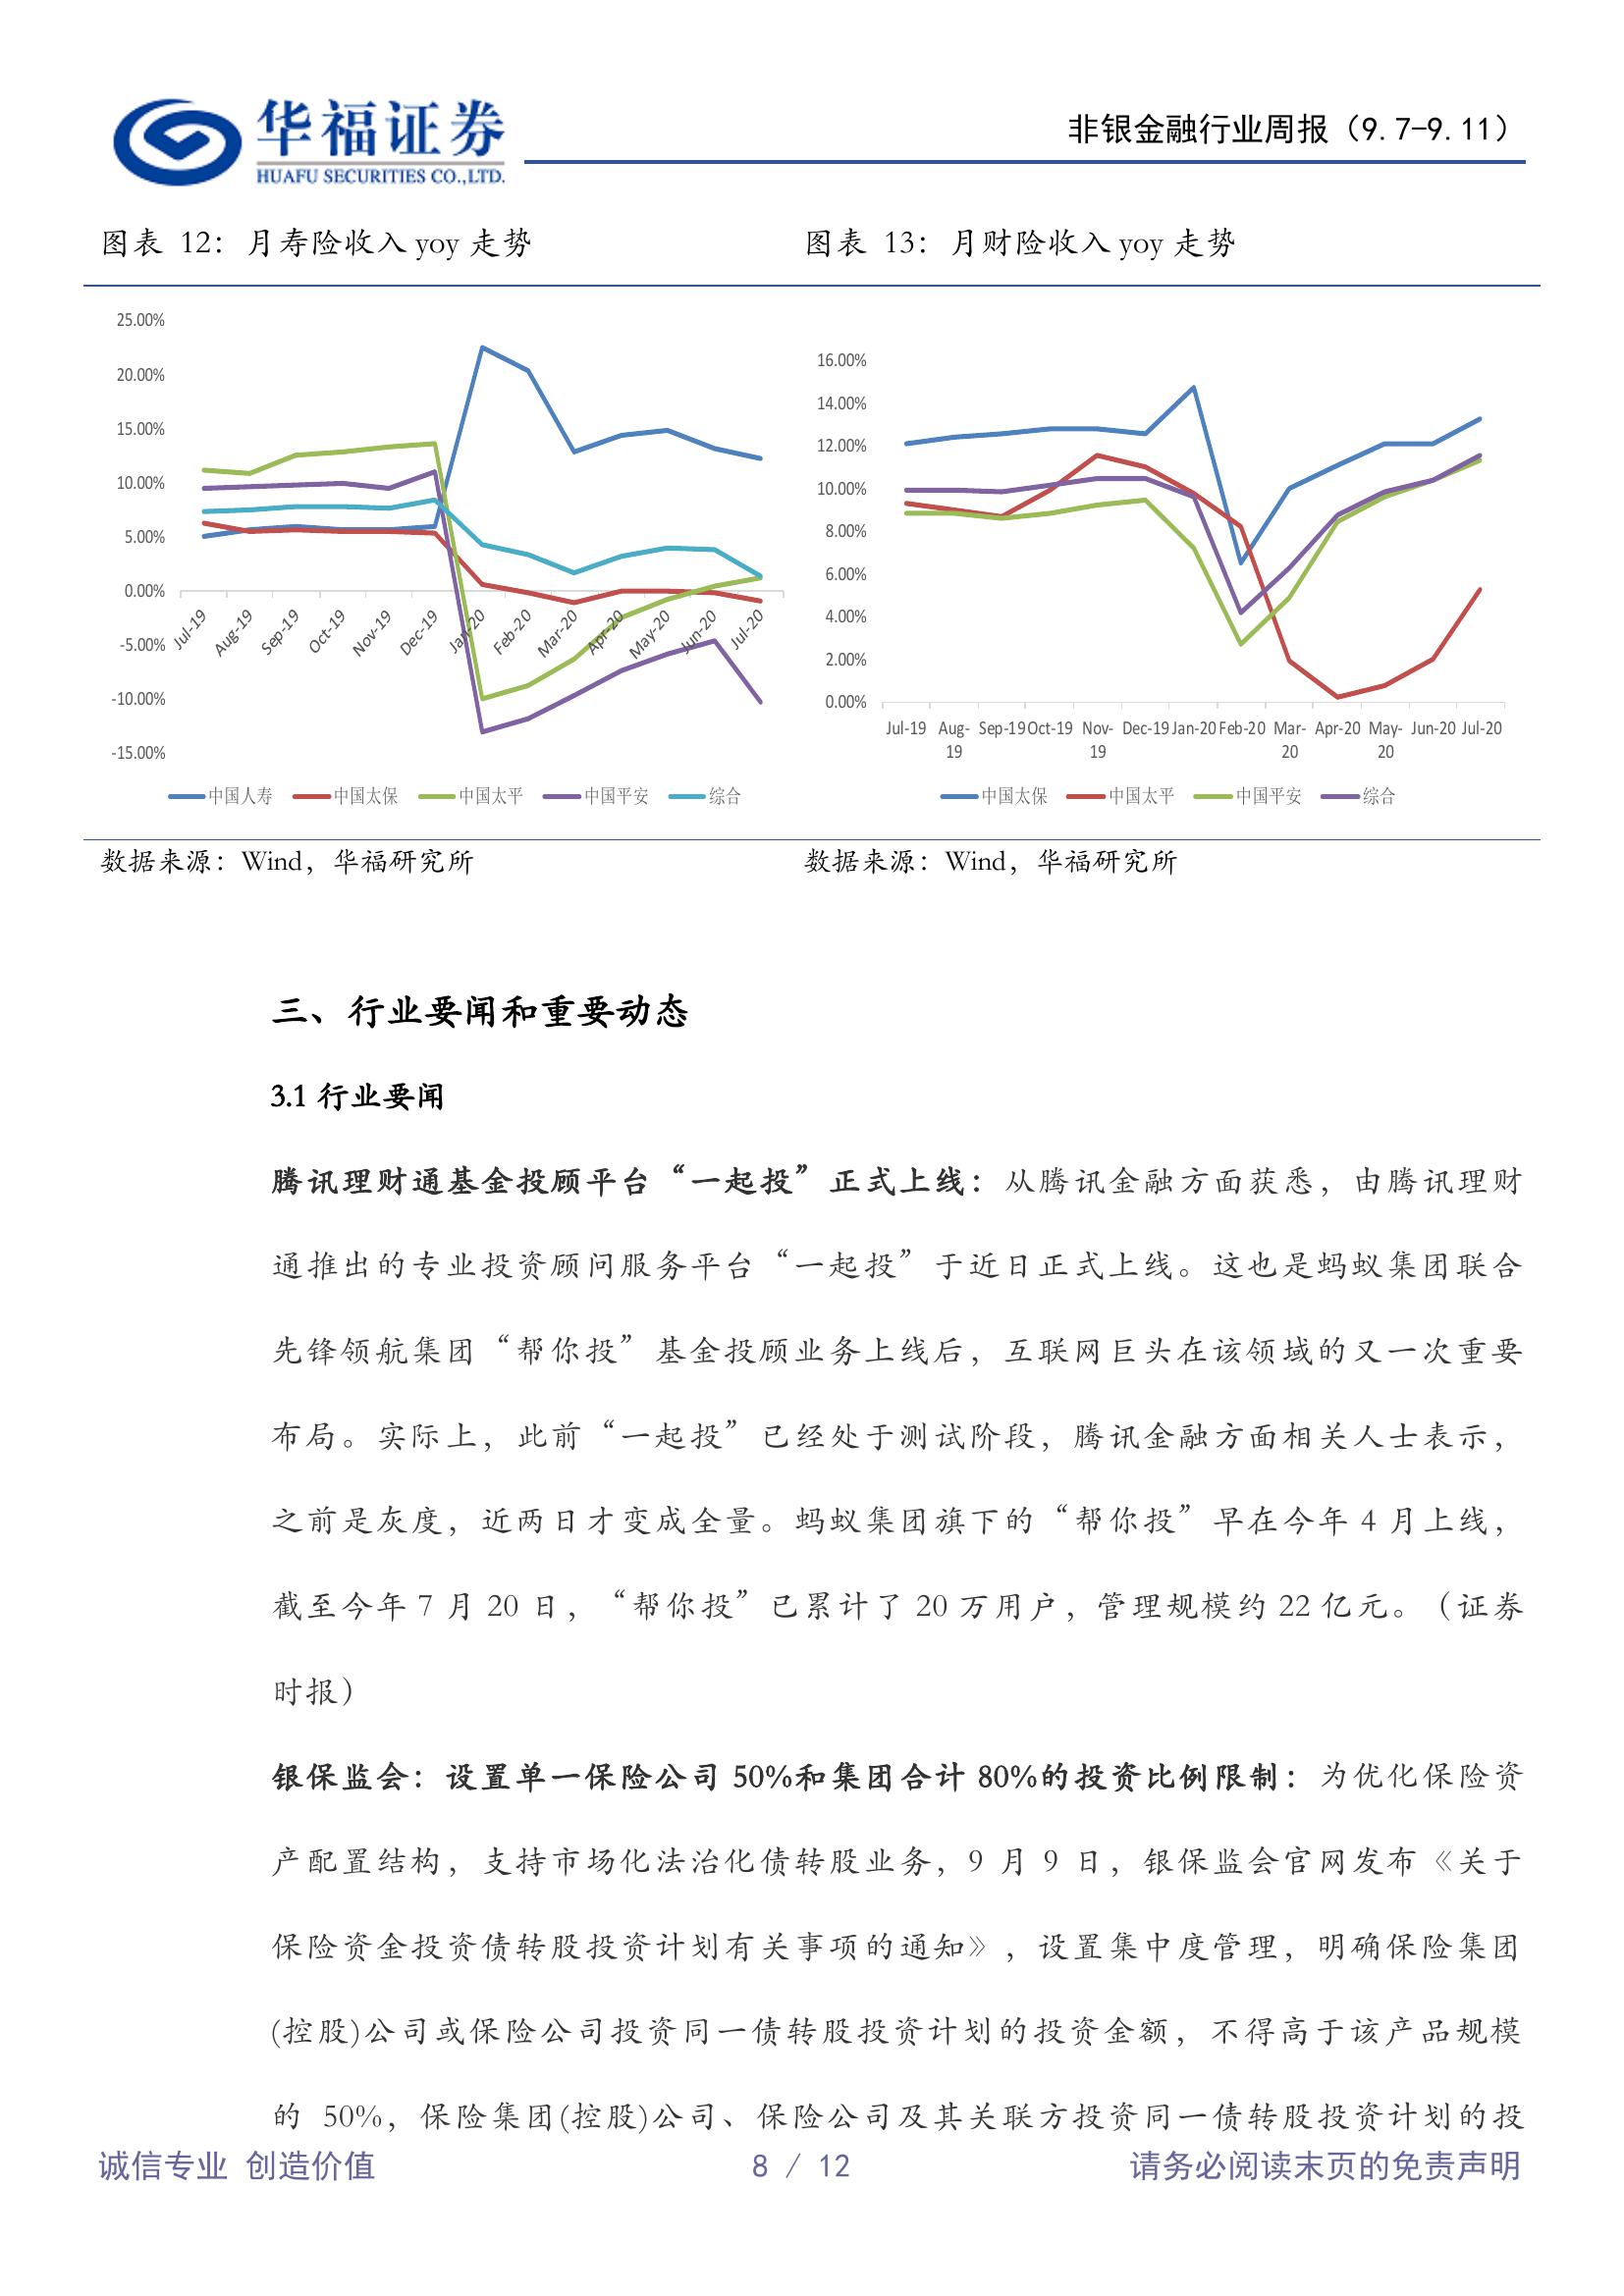 华福证券
HUAFU SECURITIES CO.,LTD.
非银金融行业周报（9.7-9.11）
图表 12：月寿险收入 yoy 走势
25.00%
20.00%
15.00%
10.00%
5.00%
0.00%
-5.00%
-10.00%
-15.00%
Jul-19 Aug-19 Sep-19 Oct-19 Nov-19 Dec-19 Jan-20 Feb-20 Mar-20 Apr-20 May-20 Jun-20 Jul-20
中国人寿 中国太保 中国太平 中国平安 综合
数据来源：Wind，华福研究所
图表 13：月财险收入 yoy 走势
16.00%
14.00%
12.00%
10.00%
8.00%
6.00%
4.00%
2.00%
0.00%
Jul-19 Aug-19 Sep-19 Oct-19 Nov-19 Dec-19 Jan-20 Feb-20 Mar-20 Apr-20 May-20 Jun-20 Jul-20
中国太保 中国太平 中国平安 综合
数据来源：Wind，华福研究所
三、行业要闻和重要动态
3.1 行业要闻
腾讯理财通基金投顾平台“一起投”正式上线：从腾讯金融方面获悉，由腾讯理财
通推出的专业投资顾问服务平台“一起投”于近日正式上线。这也是蚂蚁集团联合
先锋领航集团“帮你投”基金投顾业务上线后，互联网巨头在该领域的又一次重要
布局。实际上，此前“一起投”已经处于测试阶段，腾讯金融方面相关人士表示，
之前是灰度，近两日才变成全量。蚂蚁集团旗下的“帮你投”早在今年 4 月上线，
截至今年 7 月 20 日，“帮你投”已累计了 20 万用户，管理规模约 22 亿元。（证券
时报）
银保监会：设置单一保险公司 50%和集团合计 80%的投资比例限制：为优化保险资
产配置结构，支持市场化法治化债转股业务，9 月 9 日，银保监会官网发布《关于
保险资金投资债转股投资计划有关事项的通知》，设置集中度管理，明确保险集团
(控股)公司或保险公司投资同一债转股投资计划的投资金额，不得高于该产品规模
的 50%，保险集团(控股)公司、保险公司及其关联方投资同一债转股投资计划的投
诚信专业 创造价值
8 / 12
请务必阅读末页的免责声明